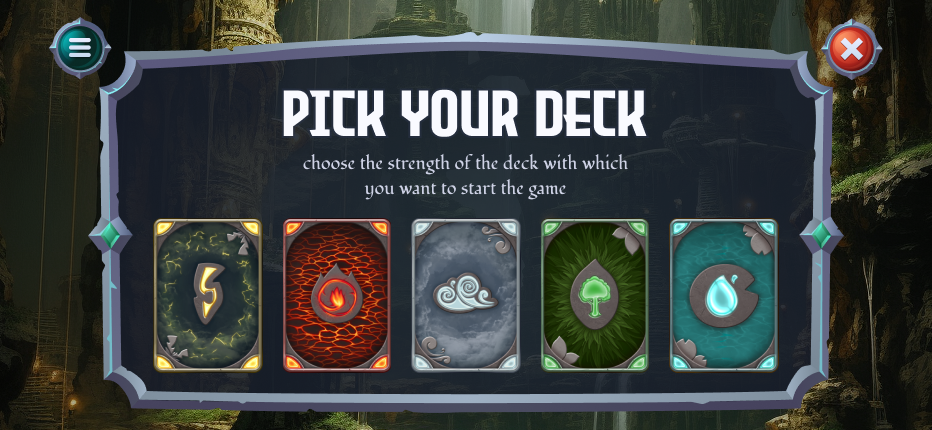 PICK YOUR DECK
choose the strength of the deck with which
you want to start the game